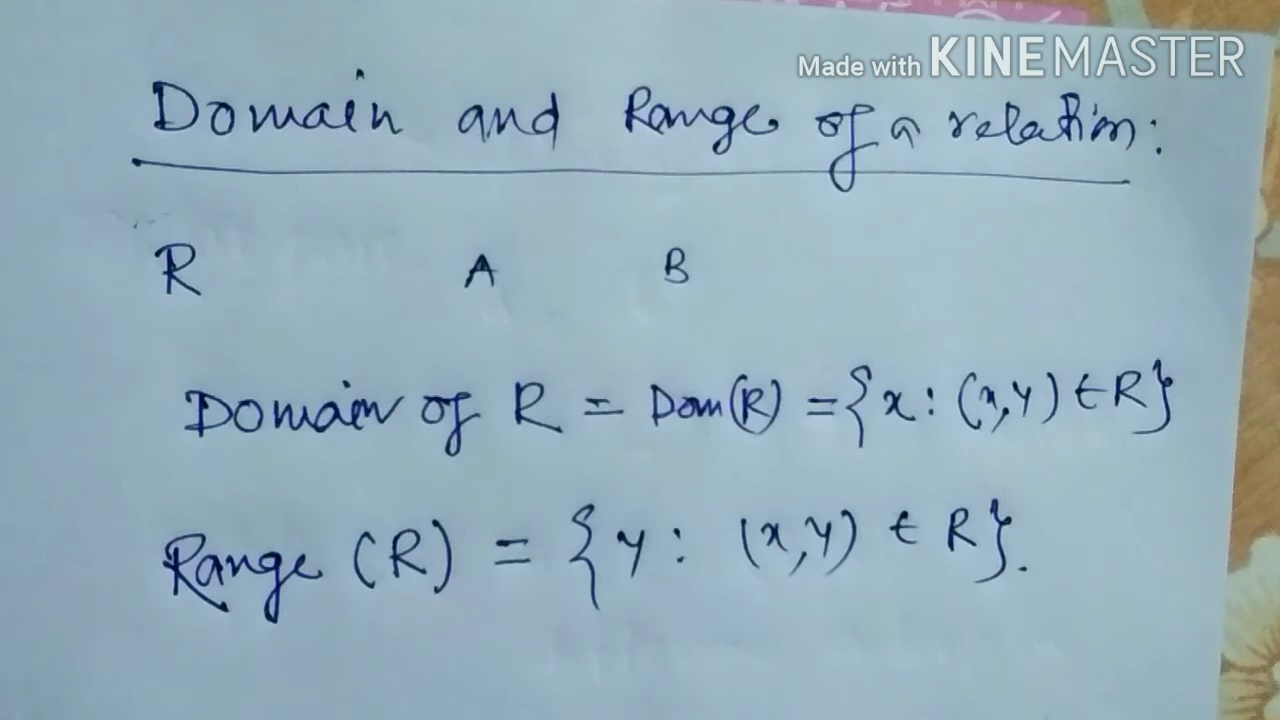 Made with KINEMASTER
Domain and Range of a relation:
R A B
Domain of R = Dom(R) = {x : (x,y) ∈ R}
Range (R) = {y : (x,y) ∈ R}.